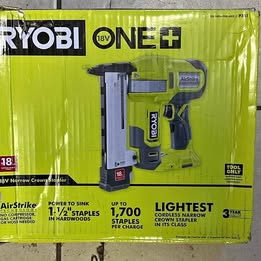 RYOBI 18V ONE+
RYOBI
18
18V Narrow Crown Stapler
TOOL
ONLY
AirStrike
NO COMPRESSOR,
GAS CARTRIDGE
OR HOSE NEEDED
POWER TO SINK
1-1/2" STAPLES
IN HARDWOODS
UP TO
1,700
STAPLES
PER CHARGE
LIGHTEST
CORDLESS NARROW
CROWN STAPLER
IN ITS CLASS
3 YEAR